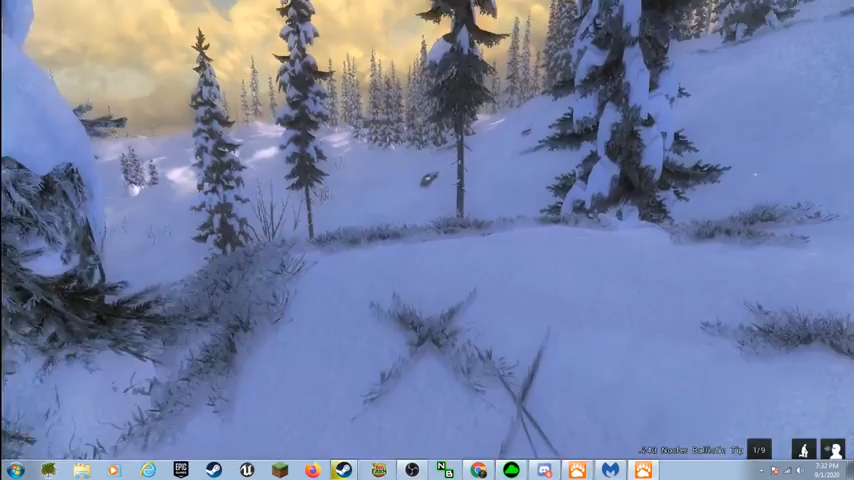 .243 Nosler Ballistic Tip
1/9
EPIC
N
B
7:32 PM
9/1/2020